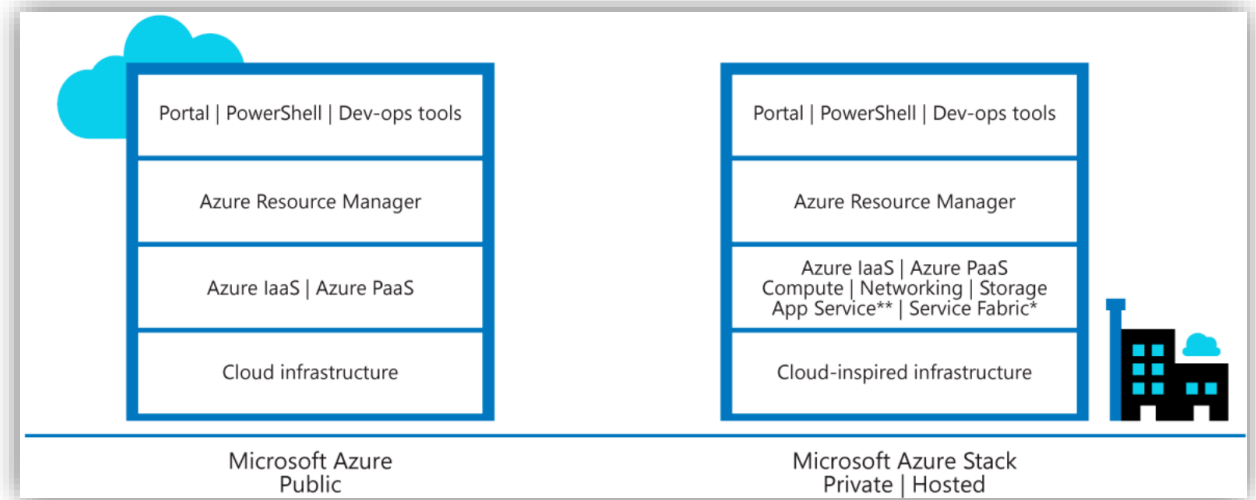 Portal | PowerShell | Dev-ops tools
Azure Resource Manager
Azure IaaS | Azure PaaS
Cloud infrastructure
Microsoft Azure
Public
Portal | PowerShell | Dev-ops tools
Azure Resource Manager
Azure IaaS | Azure PaaS
Compute | Networking | Storage
App Service** | Service Fabric*
Cloud-inspired infrastructure
Microsoft Azure Stack
Private | Hosted